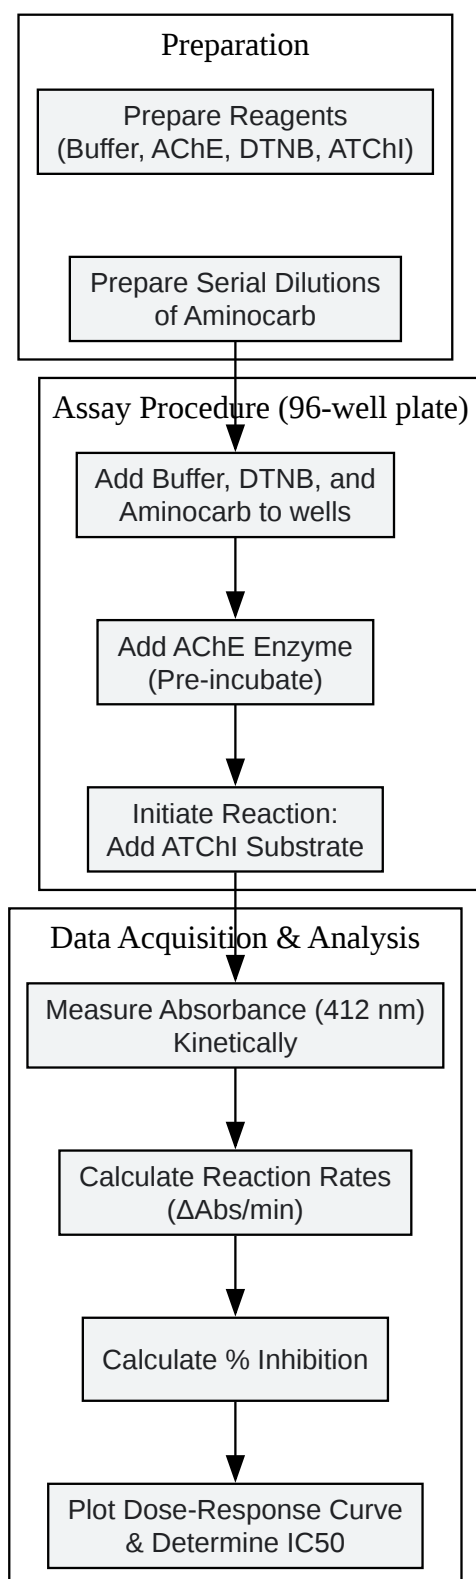 Preparation
Prepare Reagents
(Buffer, AChE, DTNB, ATChI)
Prepare Serial Dilutions
of Aminocarb
Assay Procedure (96-well plate)
Add Buffer, DTNB, and
Aminocarb to wells
Add AChE Enzyme
(Pre-incubate)
Initiate Reaction:
Add ATChI Substrate
Data Acquisition & Analysis
Measure Absorbance (412 nm)
Kinetically
Calculate Reaction Rates
(ΔAbs/min)
Calculate % Inhibition
Plot Dose-Response Curve
& Determine IC50